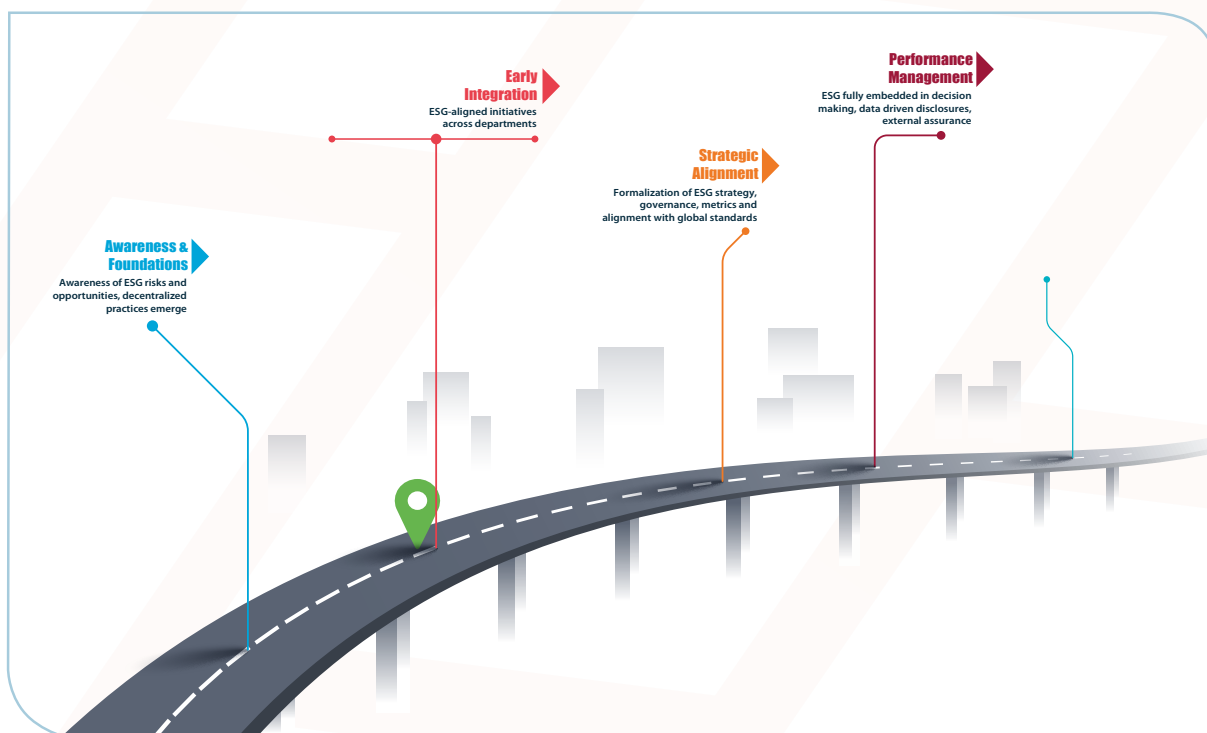 Awareness &
Foundations
Awareness of ESG risks and
opportunities, decentralized
practices emerge
Early
Integration
ESG-aligned initiatives
across departments
Strategic
Alignment
Formalization of ESG strategy,
governance, metrics and
alignment with global standards
Performance
Management
ESG fully embedded in decision
making, data driven disclosures,
external assurance